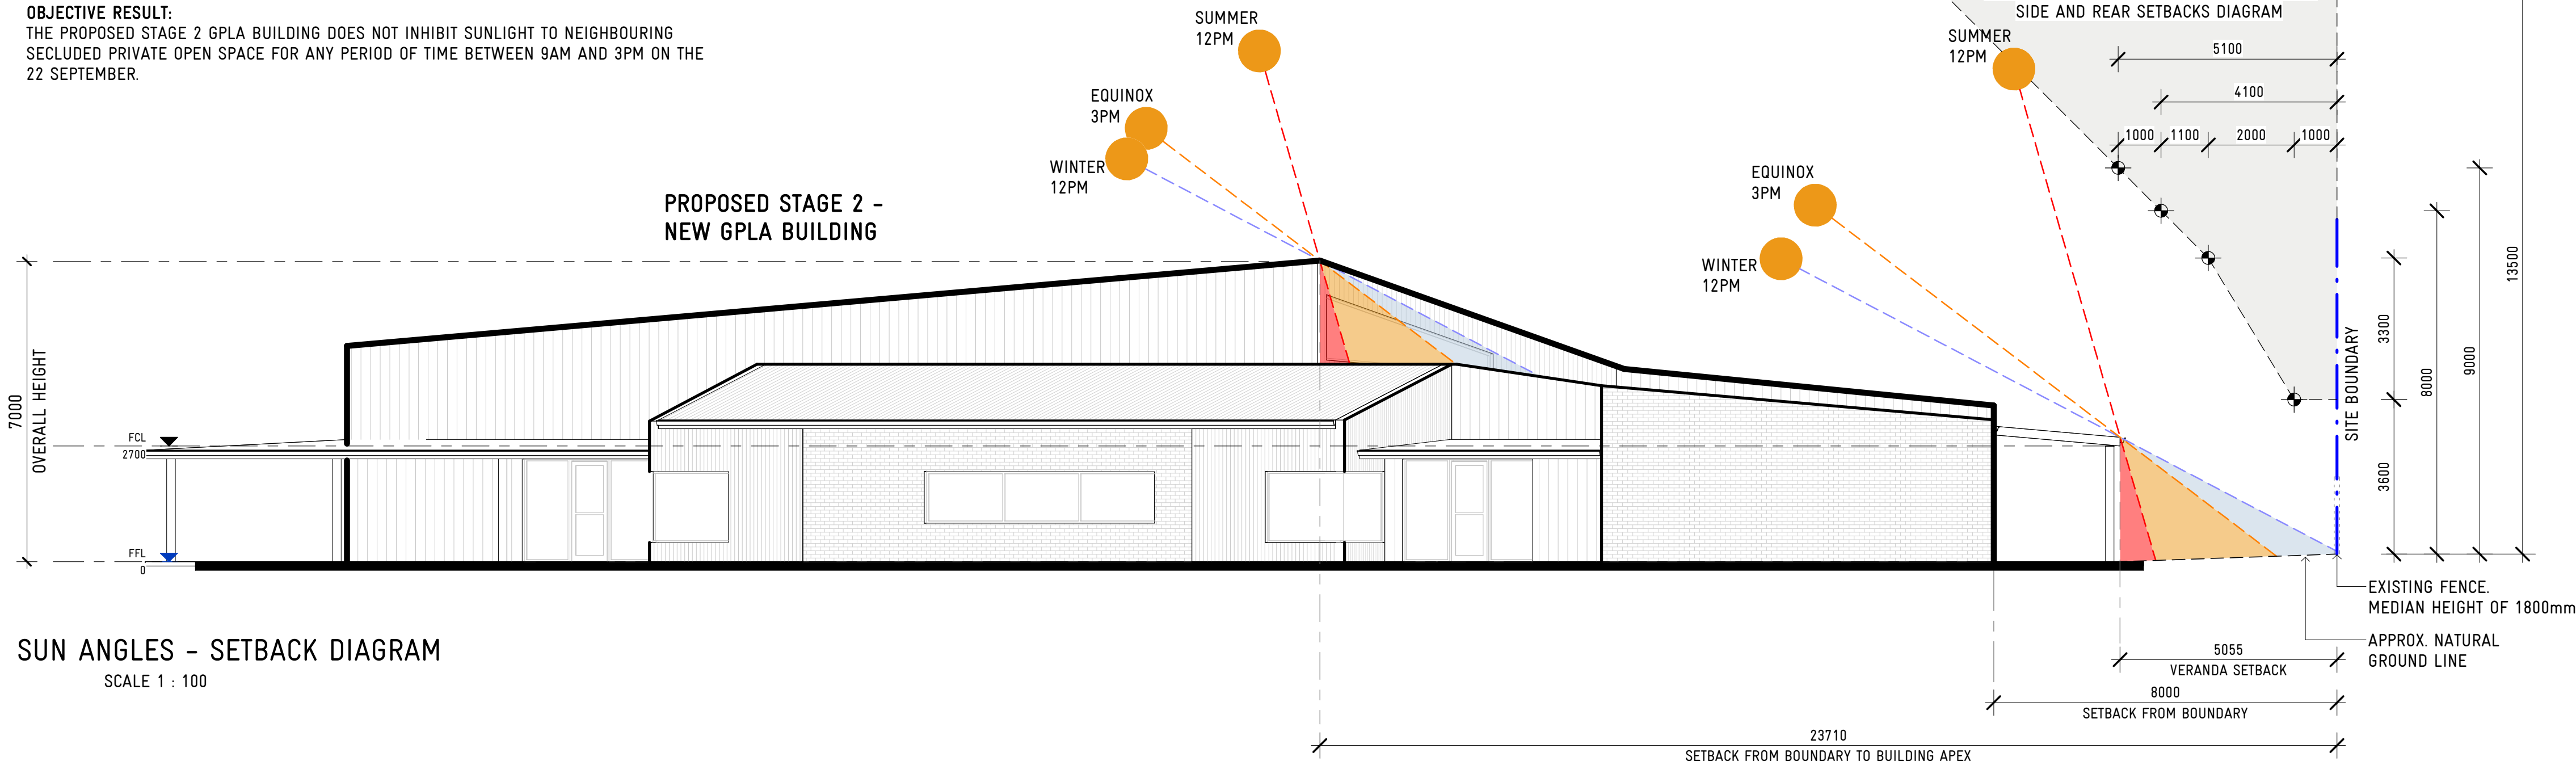 OBJECTIVE RESULT:
THE PROPOSED STAGE 2 GPLA BUILDING DOES NOT INHIBIT SUNLIGHT TO NEIGHBOURING
SECLUDED PRIVATE OPEN SPACE FOR ANY PERIOD OF TIME BETWEEN 9AM AND 3PM ON THE
22 SEPTEMBER.
SUMMER
12PM
EQUINOX
3PM
WINTER
12PM
PROPOSED STAGE 2 -
NEW GPLA BUILDING
SIDE AND REAR SETBACKS DIAGRAM
SUMMER
12PM
5100
4100
1000
1100
2000
1000
EQUINOX
3PM
WINTER
12PM
7000
OVERALL HEIGHT
FCL
2700
FFL
0
SITE BOUNDARY
3300
3600
8000
9000
13500
EXISTING FENCE.
MEDIAN HEIGHT OF 1800mm
APPROX. NATURAL
GROUND LINE
5055
VERANDA SETBACK
8000
SETBACK FROM BOUNDARY
23710
SETBACK FROM BOUNDARY TO BUILDING APEX
SUN ANGLES - SETBACK DIAGRAM
SCALE 1 : 100